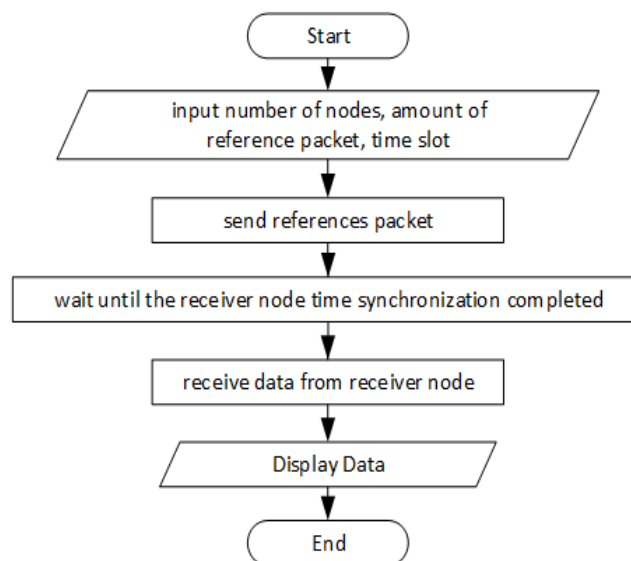 Start
input number of nodes, amount of
reference packet, time slot
send references packet
wait until the receiver node time synchronization completed
receive data from receiver node
Display Data
End